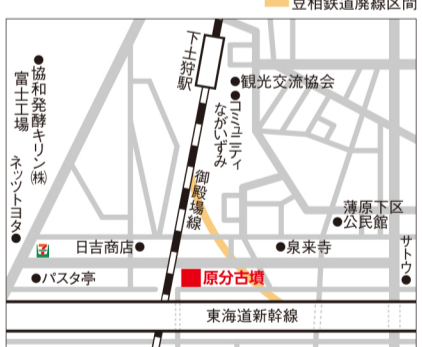 豆相鉄道廃線区間
下土狩駅
協和発酵キリン㈱
富士工場
観光交流協会
コミュニティ
ながいずみ
ネッツトヨタ
御殿場線
薄原下区
公民館
日吉商店
泉来寺
サトウ
パスタ亭
原分古墳
東海道新幹線